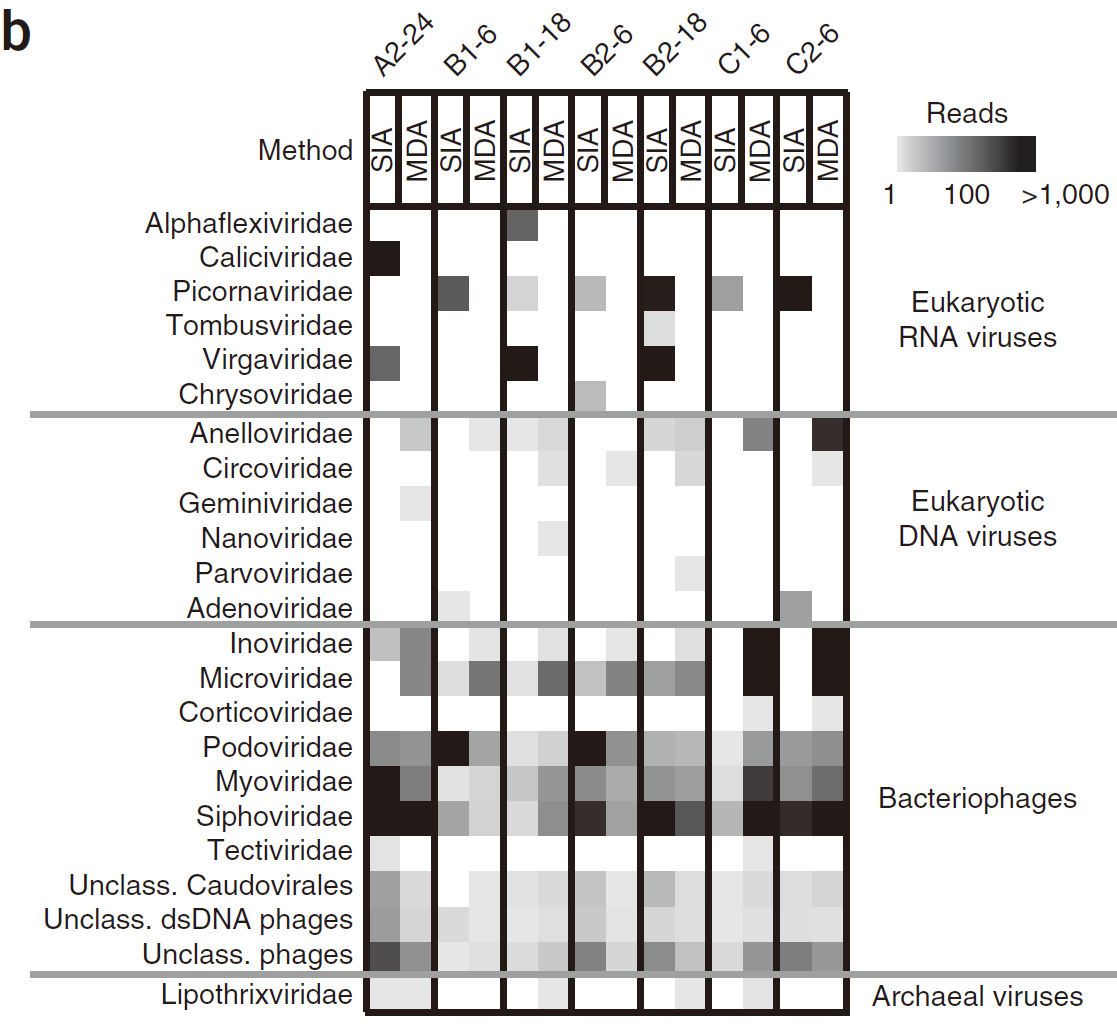 b
A2-24 B1-6 B1-18 B2-6 B2-18 C1-6 C2-6
Method SIA MDA SIA MDA SIA MDA SIA MDA SIA MDA SIA MDA SIA MDA
Reads
1 100 >1,000
Alphaflexiviridae
Caliciviridae
Picornaviridae
Tombusviridae
Virgaviridae
Chrysoviridae
Eukaryotic
RNA viruses
Anelloviridae
Circoviridae
Geminiviridae
Nanoviridae
Parvoviridae
Adenoviridae
Eukaryotic
DNA viruses
Inoviridae
Microviridae
Corticoviridae
Podoviridae
Myoviridae
Siphoviridae
Tectiviridae
Unclass. Caudovirales
Unclass. dsDNA phages
Unclass. phages
Bacteriophages
Lipothrixviridae
Archaeal viruses